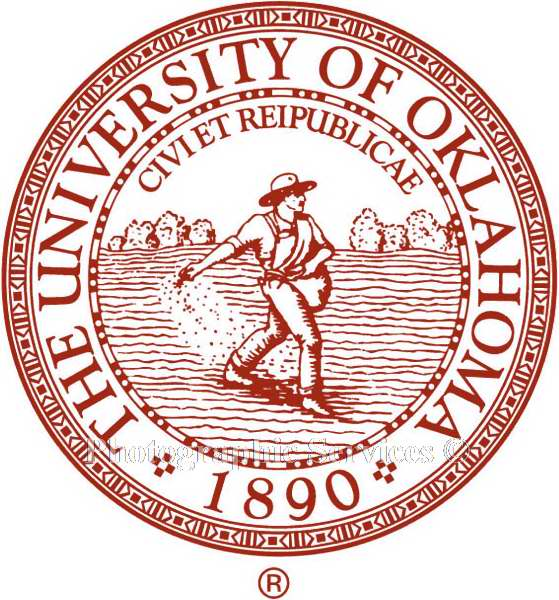 THE UNIVERSITY OF OKLAHOMA
CIVI ET REIPUBLICAE
Photographic Services ©
1890
®